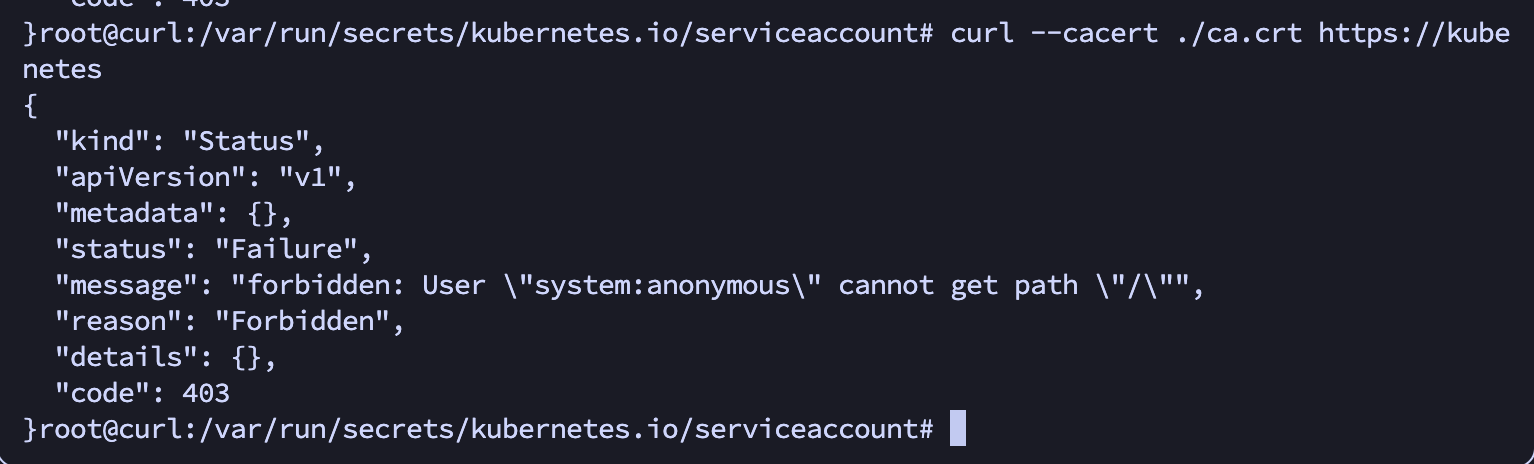 "code": 403
}root@curl:/var/run/secrets/kubernetes.io/serviceaccount# curl --cacert ./ca.crt https://kube
netes
{
  "kind": "Status",
  "apiVersion": "v1",
  "metadata": {},
  "status": "Failure",
  "message": "forbidden: User \"system:anonymous\" cannot get path \"/\"",
  "reason": "Forbidden",
  "details": {},
  "code": 403
}root@curl:/var/run/secrets/kubernetes.io/serviceaccount#